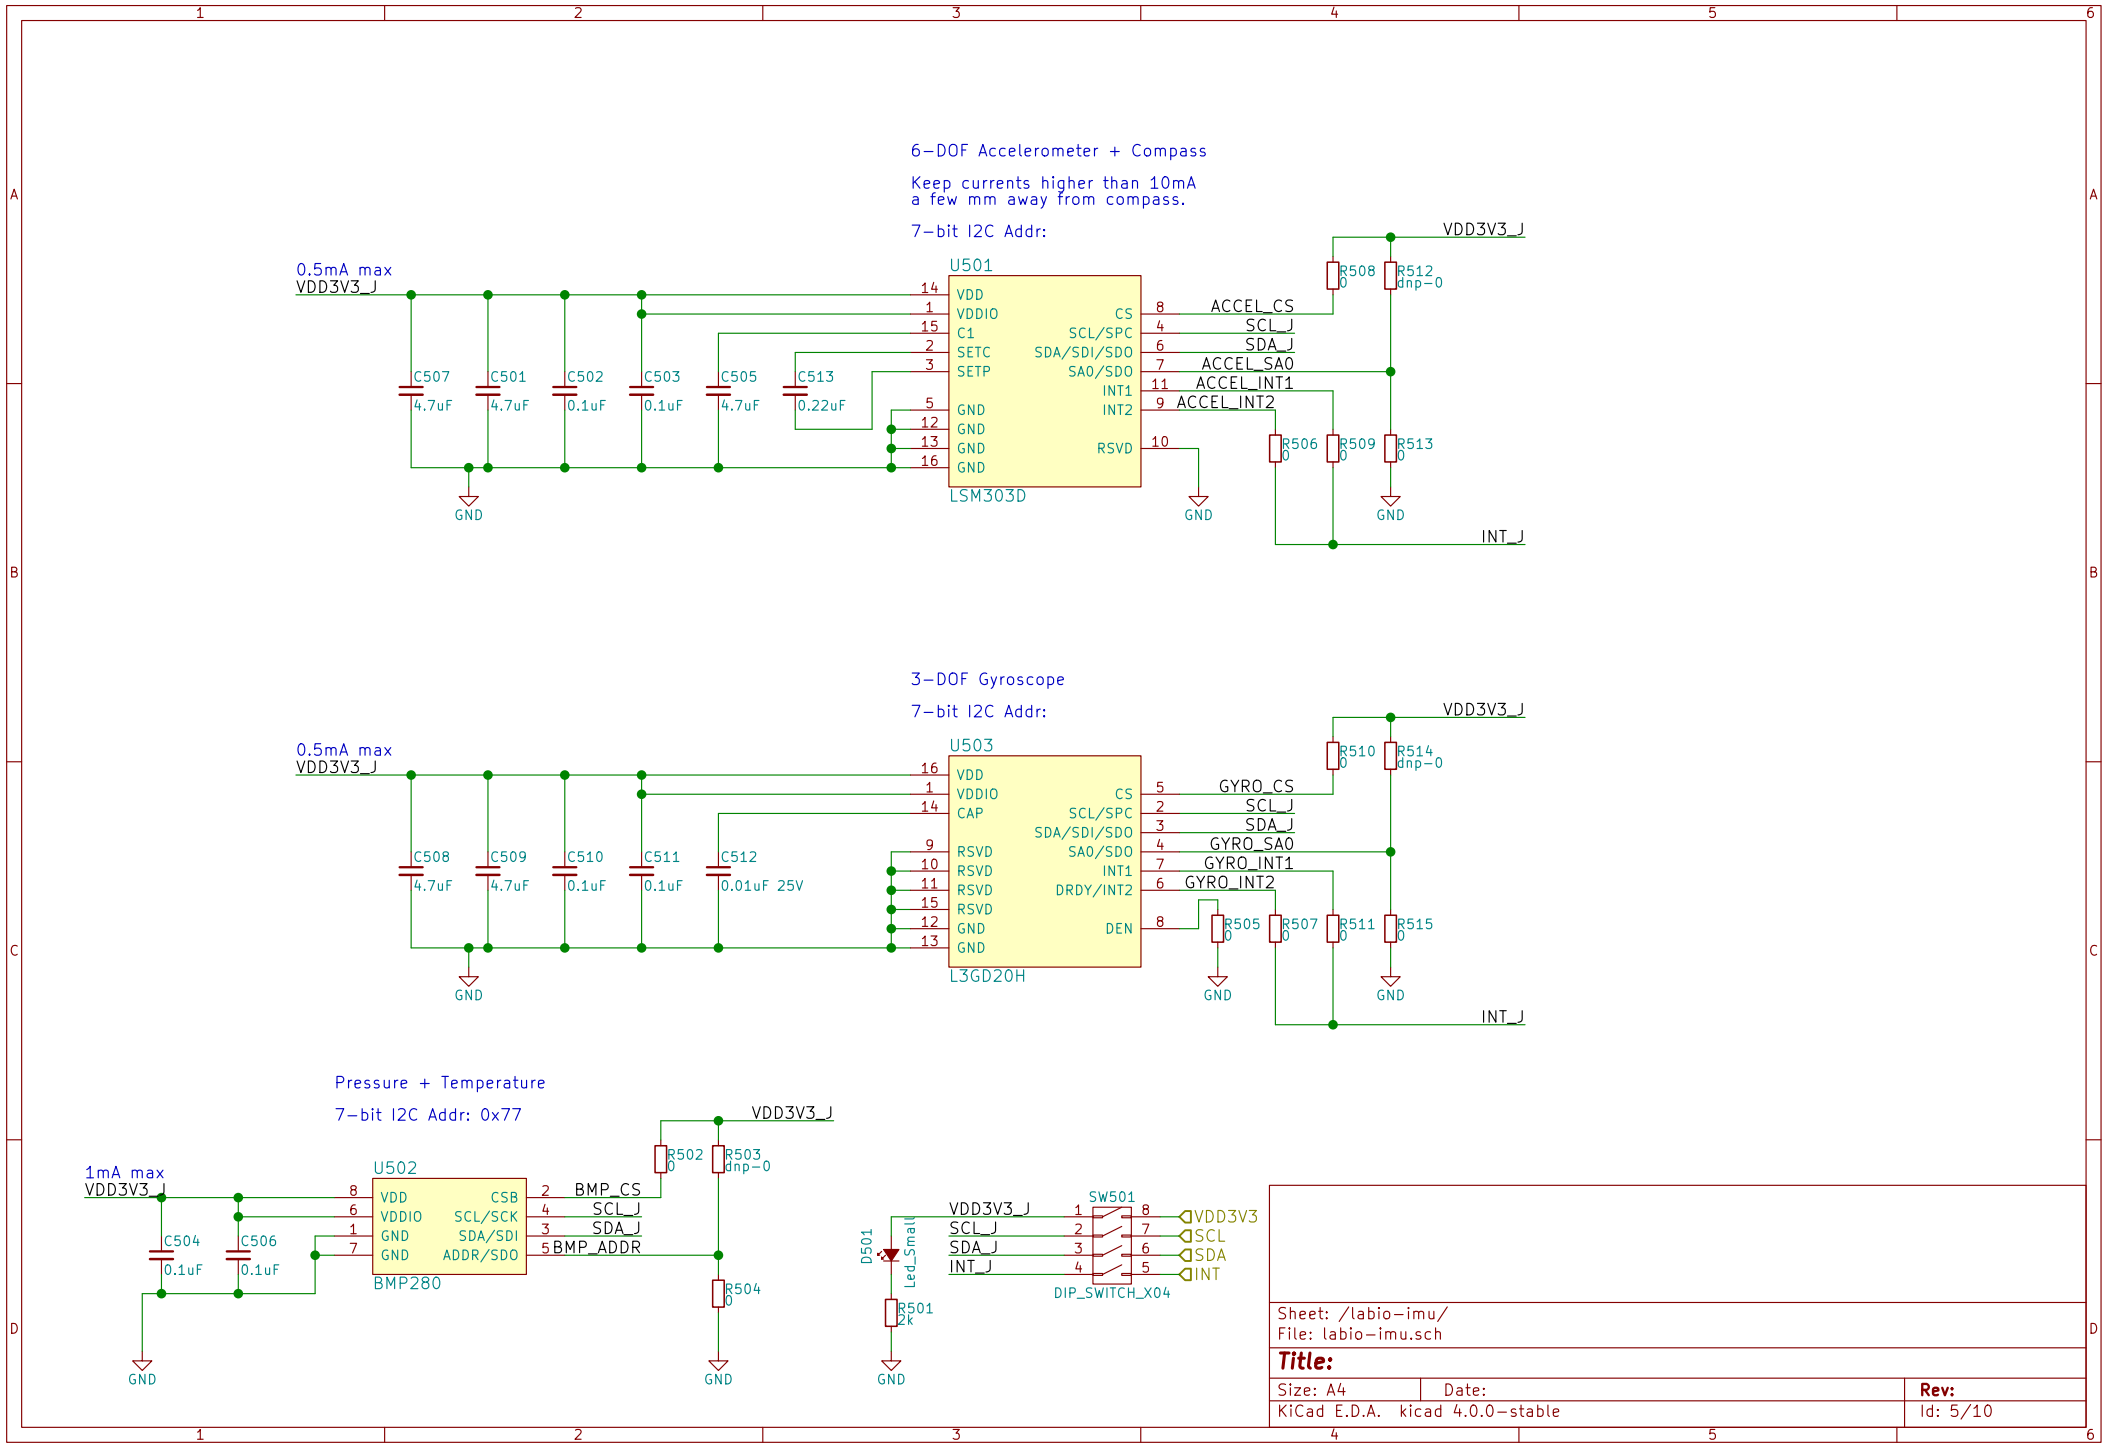 1 2 3 4 5 6
A A
B B
C C
D D
6-DOF Accelerometer + Compass
Keep currents higher than 10mA
a few mm away from compass.
7-bit I2C Addr:
0.5mA max
VDD3V3_J
U501
14 VDD
1 VDDIO
15 C1
2 SETC
3 SETP
5 GND
12 GND
13 GND
16 GND
CS 8 ACCEL_CS
SCL/SPC 4 SCL_J
SDA/SDI/SDO 6 SDA_J
SA0/SDO 7 ACCEL_SA0
INT1 11 ACCEL_INT1
INT2 9 ACCEL_INT2
RSVD 10
LSM303D
C507
4.7uF
C501
4.7uF
C502
0.1uF
C503
0.1uF
C505
4.7uF
C513
0.22uF
GND
VDD3V3_J
R508
0
R512
dnp-0
R506
0
R509
0
R513
0
GND
GND
INT_J
3-DOF Gyroscope
7-bit I2C Addr:
0.5mA max
VDD3V3_J
U503
16 VDD
1 VDDIO
14 CAP
9 RSVD
10 RSVD
11 RSVD
15 RSVD
12 GND
13 GND
CS 5 GYRO_CS
SCL/SPC 2 SCL_J
SDA/SDI/SDO 3 SDA_J
SA0/SDO 4 GYRO_SA0
INT1 7 GYRO_INT1
DRDY/INT2 6 GYRO_INT2
DEN 8
L3GD20H
C508
4.7uF
C509
4.7uF
C510
0.1uF
C511
0.1uF
C512
0.01uF 25V
GND
VDD3V3_J
R510
0
R514
dnp-0
R505
0
R507
0
R511
0
R515
0
GND
GND
INT_J
Pressure + Temperature
7-bit I2C Addr: 0x77
1mA max
VDD3V3_J
U502
8 VDD
6 VDDIO
1 GND
7 GND
CSB 2 BMP_CS
SCL/SCK 4 SCL_J
SDA/SDI 3 SDA_J
ADDR/SDO 5 BMP_ADDR
BMP280
C504
0.1uF
C506
0.1uF
GND
VDD3V3_J
R502
0
R503
dnp-0
R504
0
GND
D501
Led_Small
R501
2k
GND
SW501
VDD3V3_J 1 8 VDD3V3
SCL_J 2 7 SCL
SDA_J 3 6 SDA
INT_J 4 5 INT
DIP_SWITCH_X04
Sheet: /labio-imu/
File: labio-imu.sch
Title:
Size: A4 Date: Rev:
KiCad E.D.A. kicad 4.0.0-stable Id: 5/10
1 2 3 4 5 6